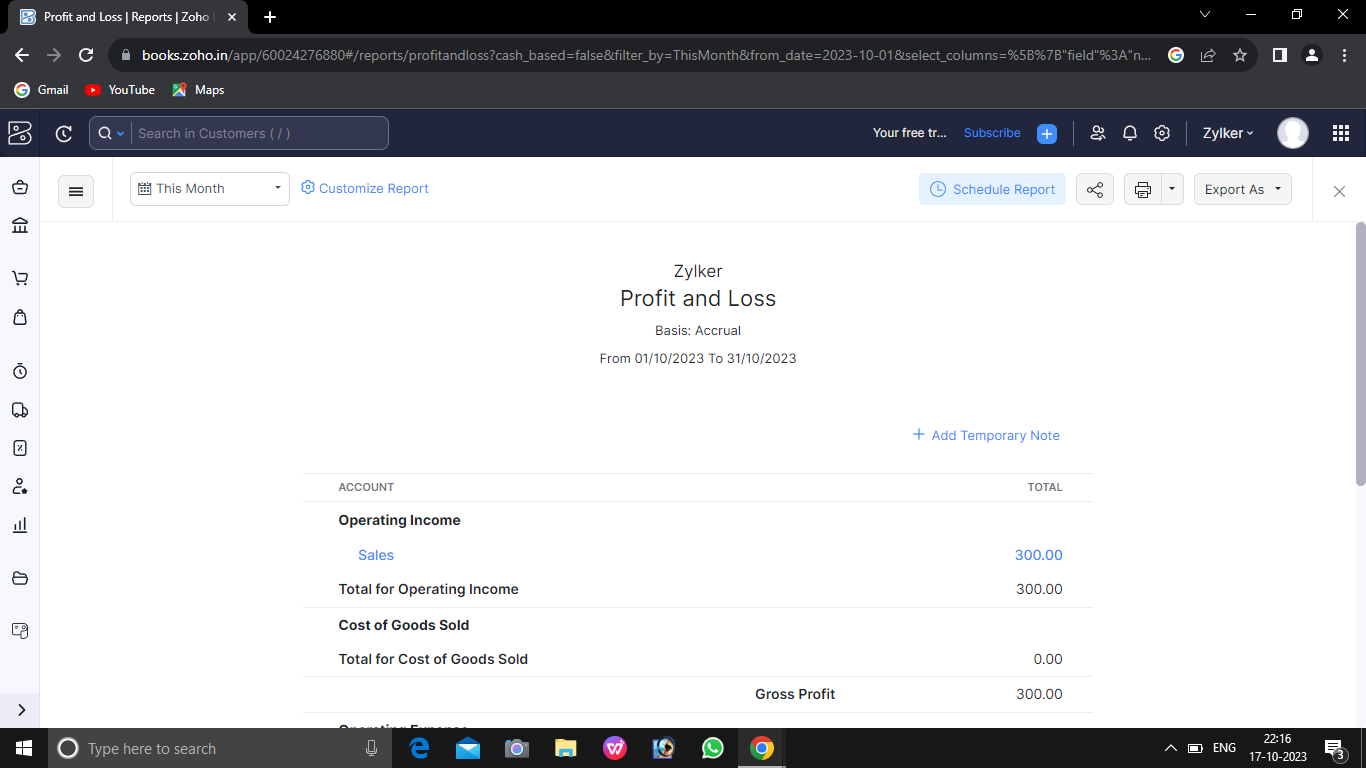 Profit and Loss | Reports | Zoho
books.zoho.in/app/60024276880#/reports/profitandloss?cash_based=false&filter_by=ThisMonth&from_date=2023-10-01&select_columns="%5B%7B"field"%3A"n...
Gmail YouTube Maps
Search in Customers ( / ) Your free tr... Subscribe Zylker
This Month Customize Report Schedule Report Export As
Zylker
Profit and Loss
Basis: Accrual
From 01/10/2023 To 31/10/2023
+ Add Temporary Note
ACCOUNT TOTAL
Operating Income
Sales 300.00
Total for Operating Income 300.00
Cost of Goods Sold
Total for Cost of Goods Sold 0.00
Gross Profit 300.00
Operating Expense
Type here to search ENG 22:16
17-10-2023 3